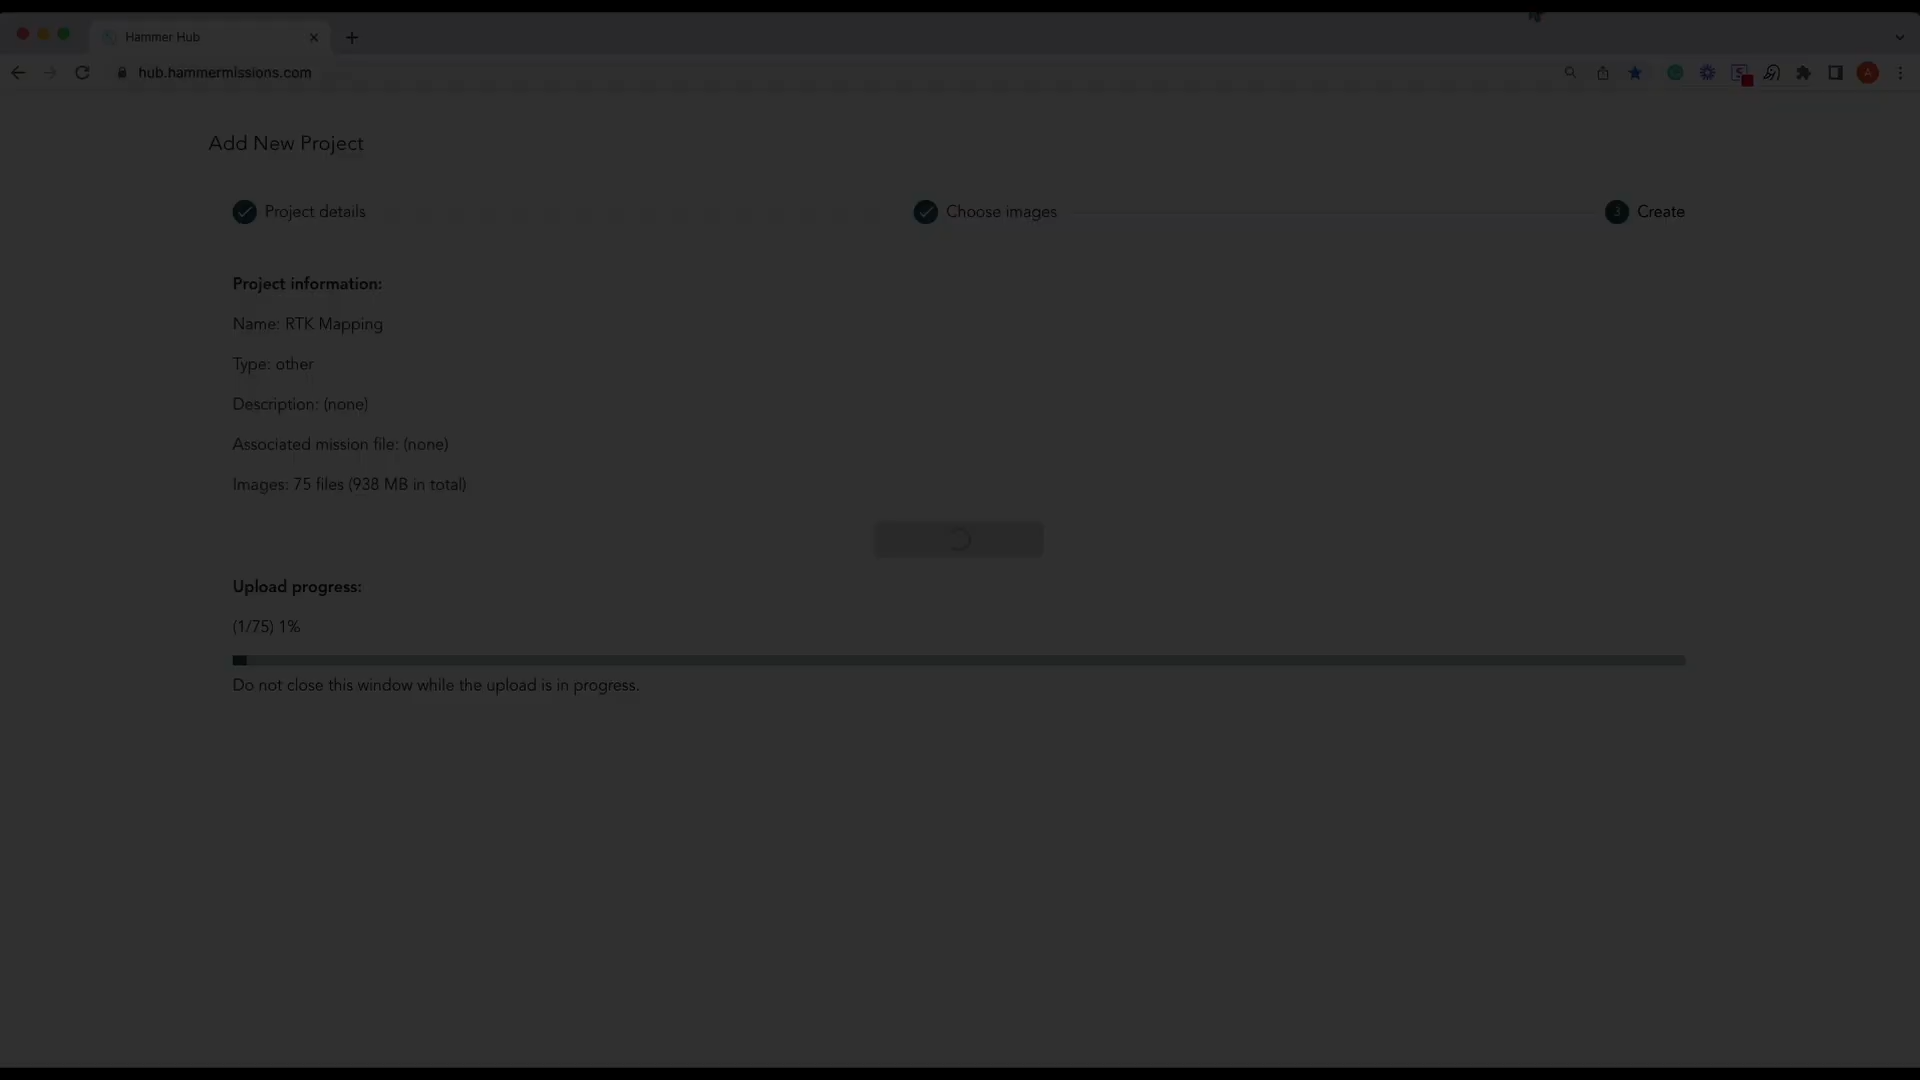 Hammer Hub
hub.hammermissions.com
Add New Project
Project details
Choose images
3 Create
Project information:
Name: RTK Mapping
Type: other
Description: (none)
Associated mission file: (none)
Images: 75 files (938 MB in total)
Upload progress:
(1/75) 1%
Do not close this window while the upload is in progress.